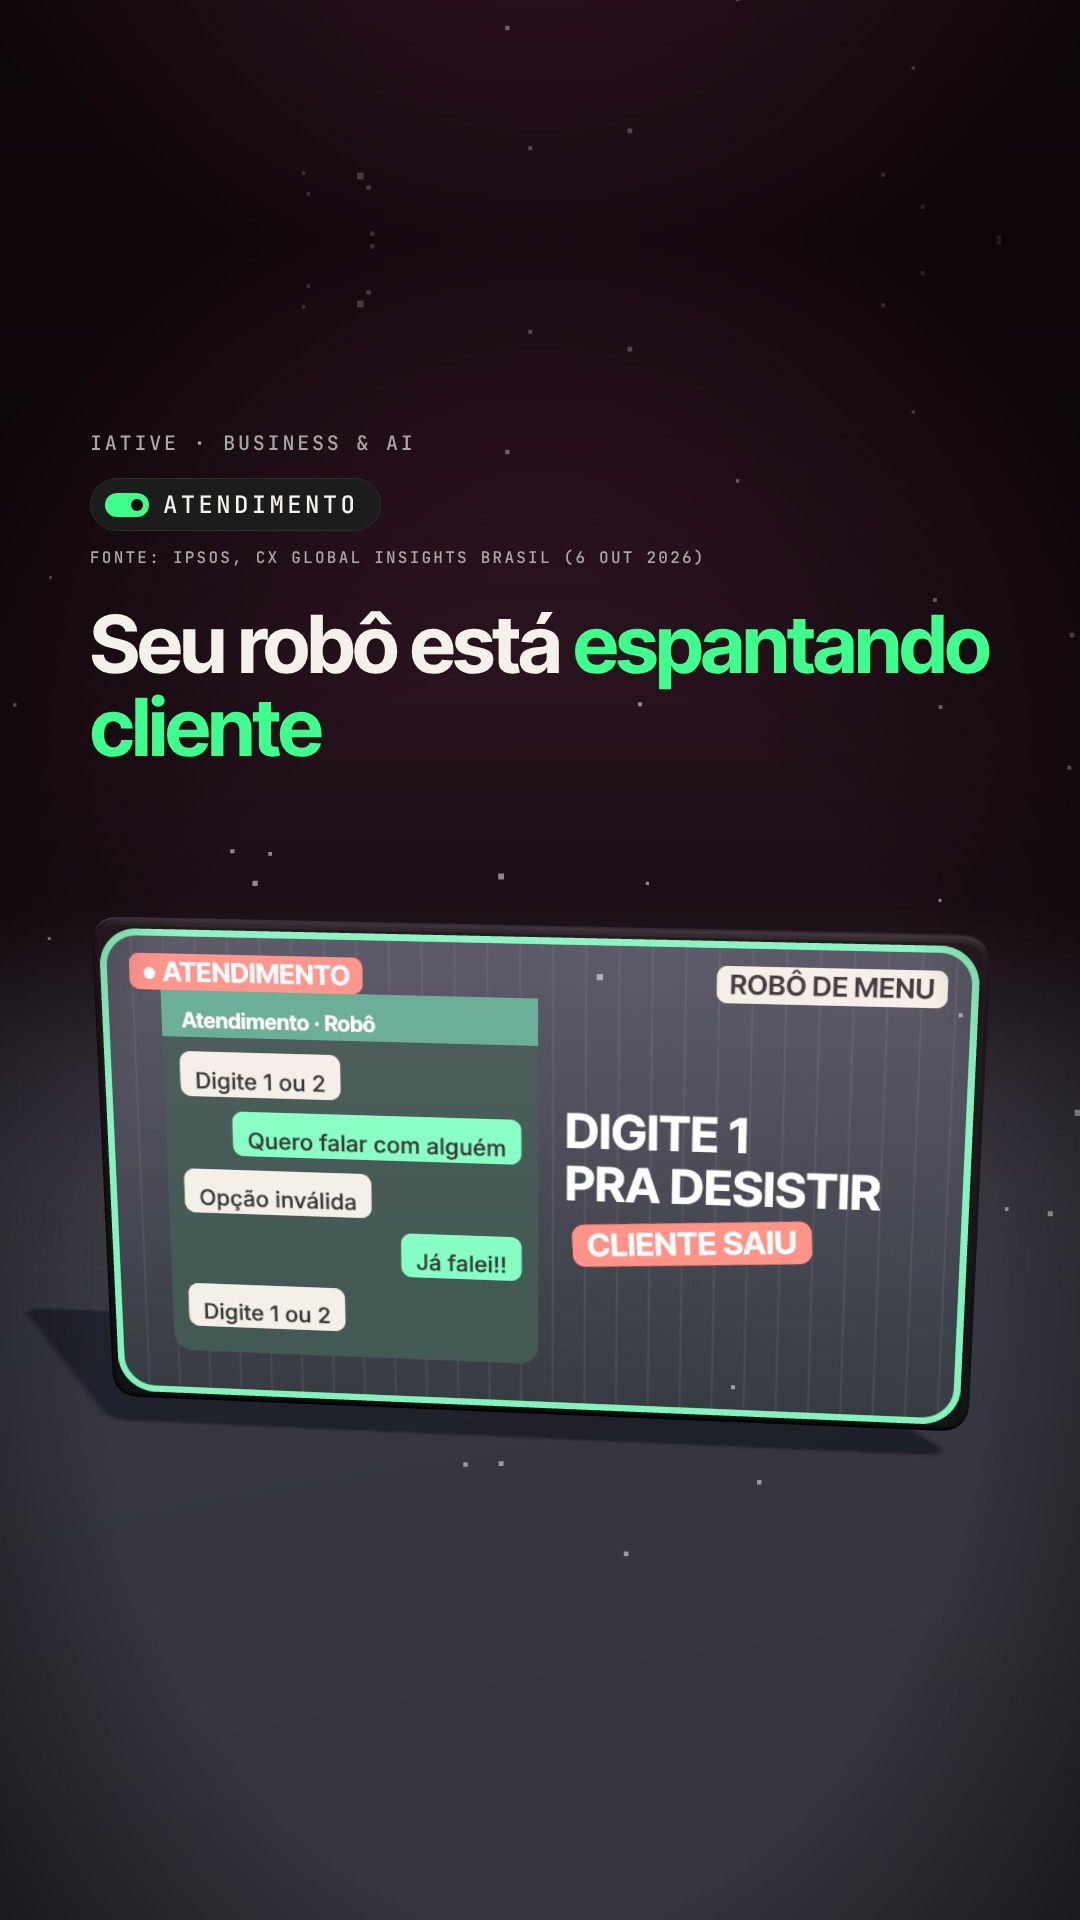 IATIVE · BUSINESS & AI
ATENDIMENTO
FONTE: IPSOS, CX GLOBAL INSIGHTS BRASIL (6 OUT 2026)
Seu robô está espantando
cliente
ATENDIMENTO
ROBÔ DE MENU
Atendimento · Robô
Digite 1 ou 2
Quero falar com alguém
Opção inválida
Já falei!!
Digite 1 ou 2
DIGITE 1
PRA DESISTIR
CLIENTE SAIU